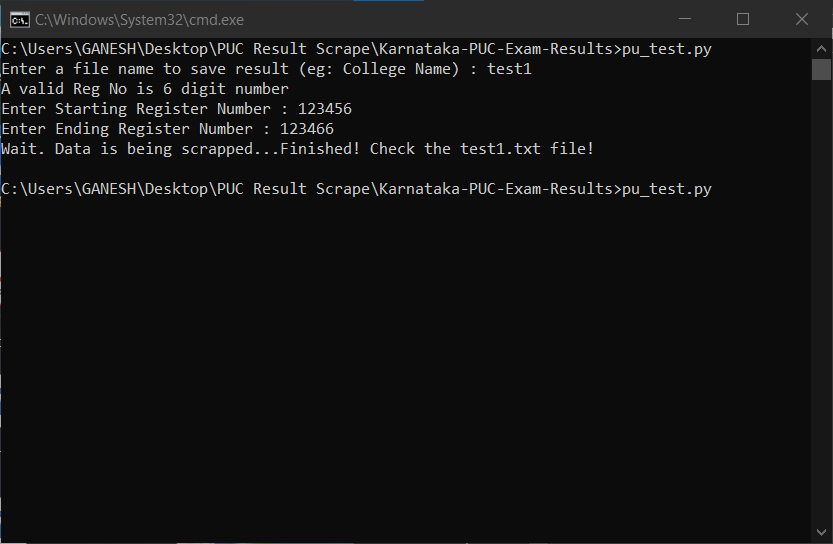 C:\Windows\System32\cmd.exe
C:\Users\GANESH\Desktop\PUC Result Scrape\Karnataka-PUC-Exam-Results>pu_test.py
Enter a file name to save result (eg: College Name) : test1
A valid Reg No is 6 digit number
Enter Starting Register Number : 123456
Enter Ending Register Number : 123466
Wait. Data is being scrapped...Finished! Check the test1.txt file!
C:\Users\GANESH\Desktop\PUC Result Scrape\Karnataka-PUC-Exam-Results>pu_test.py